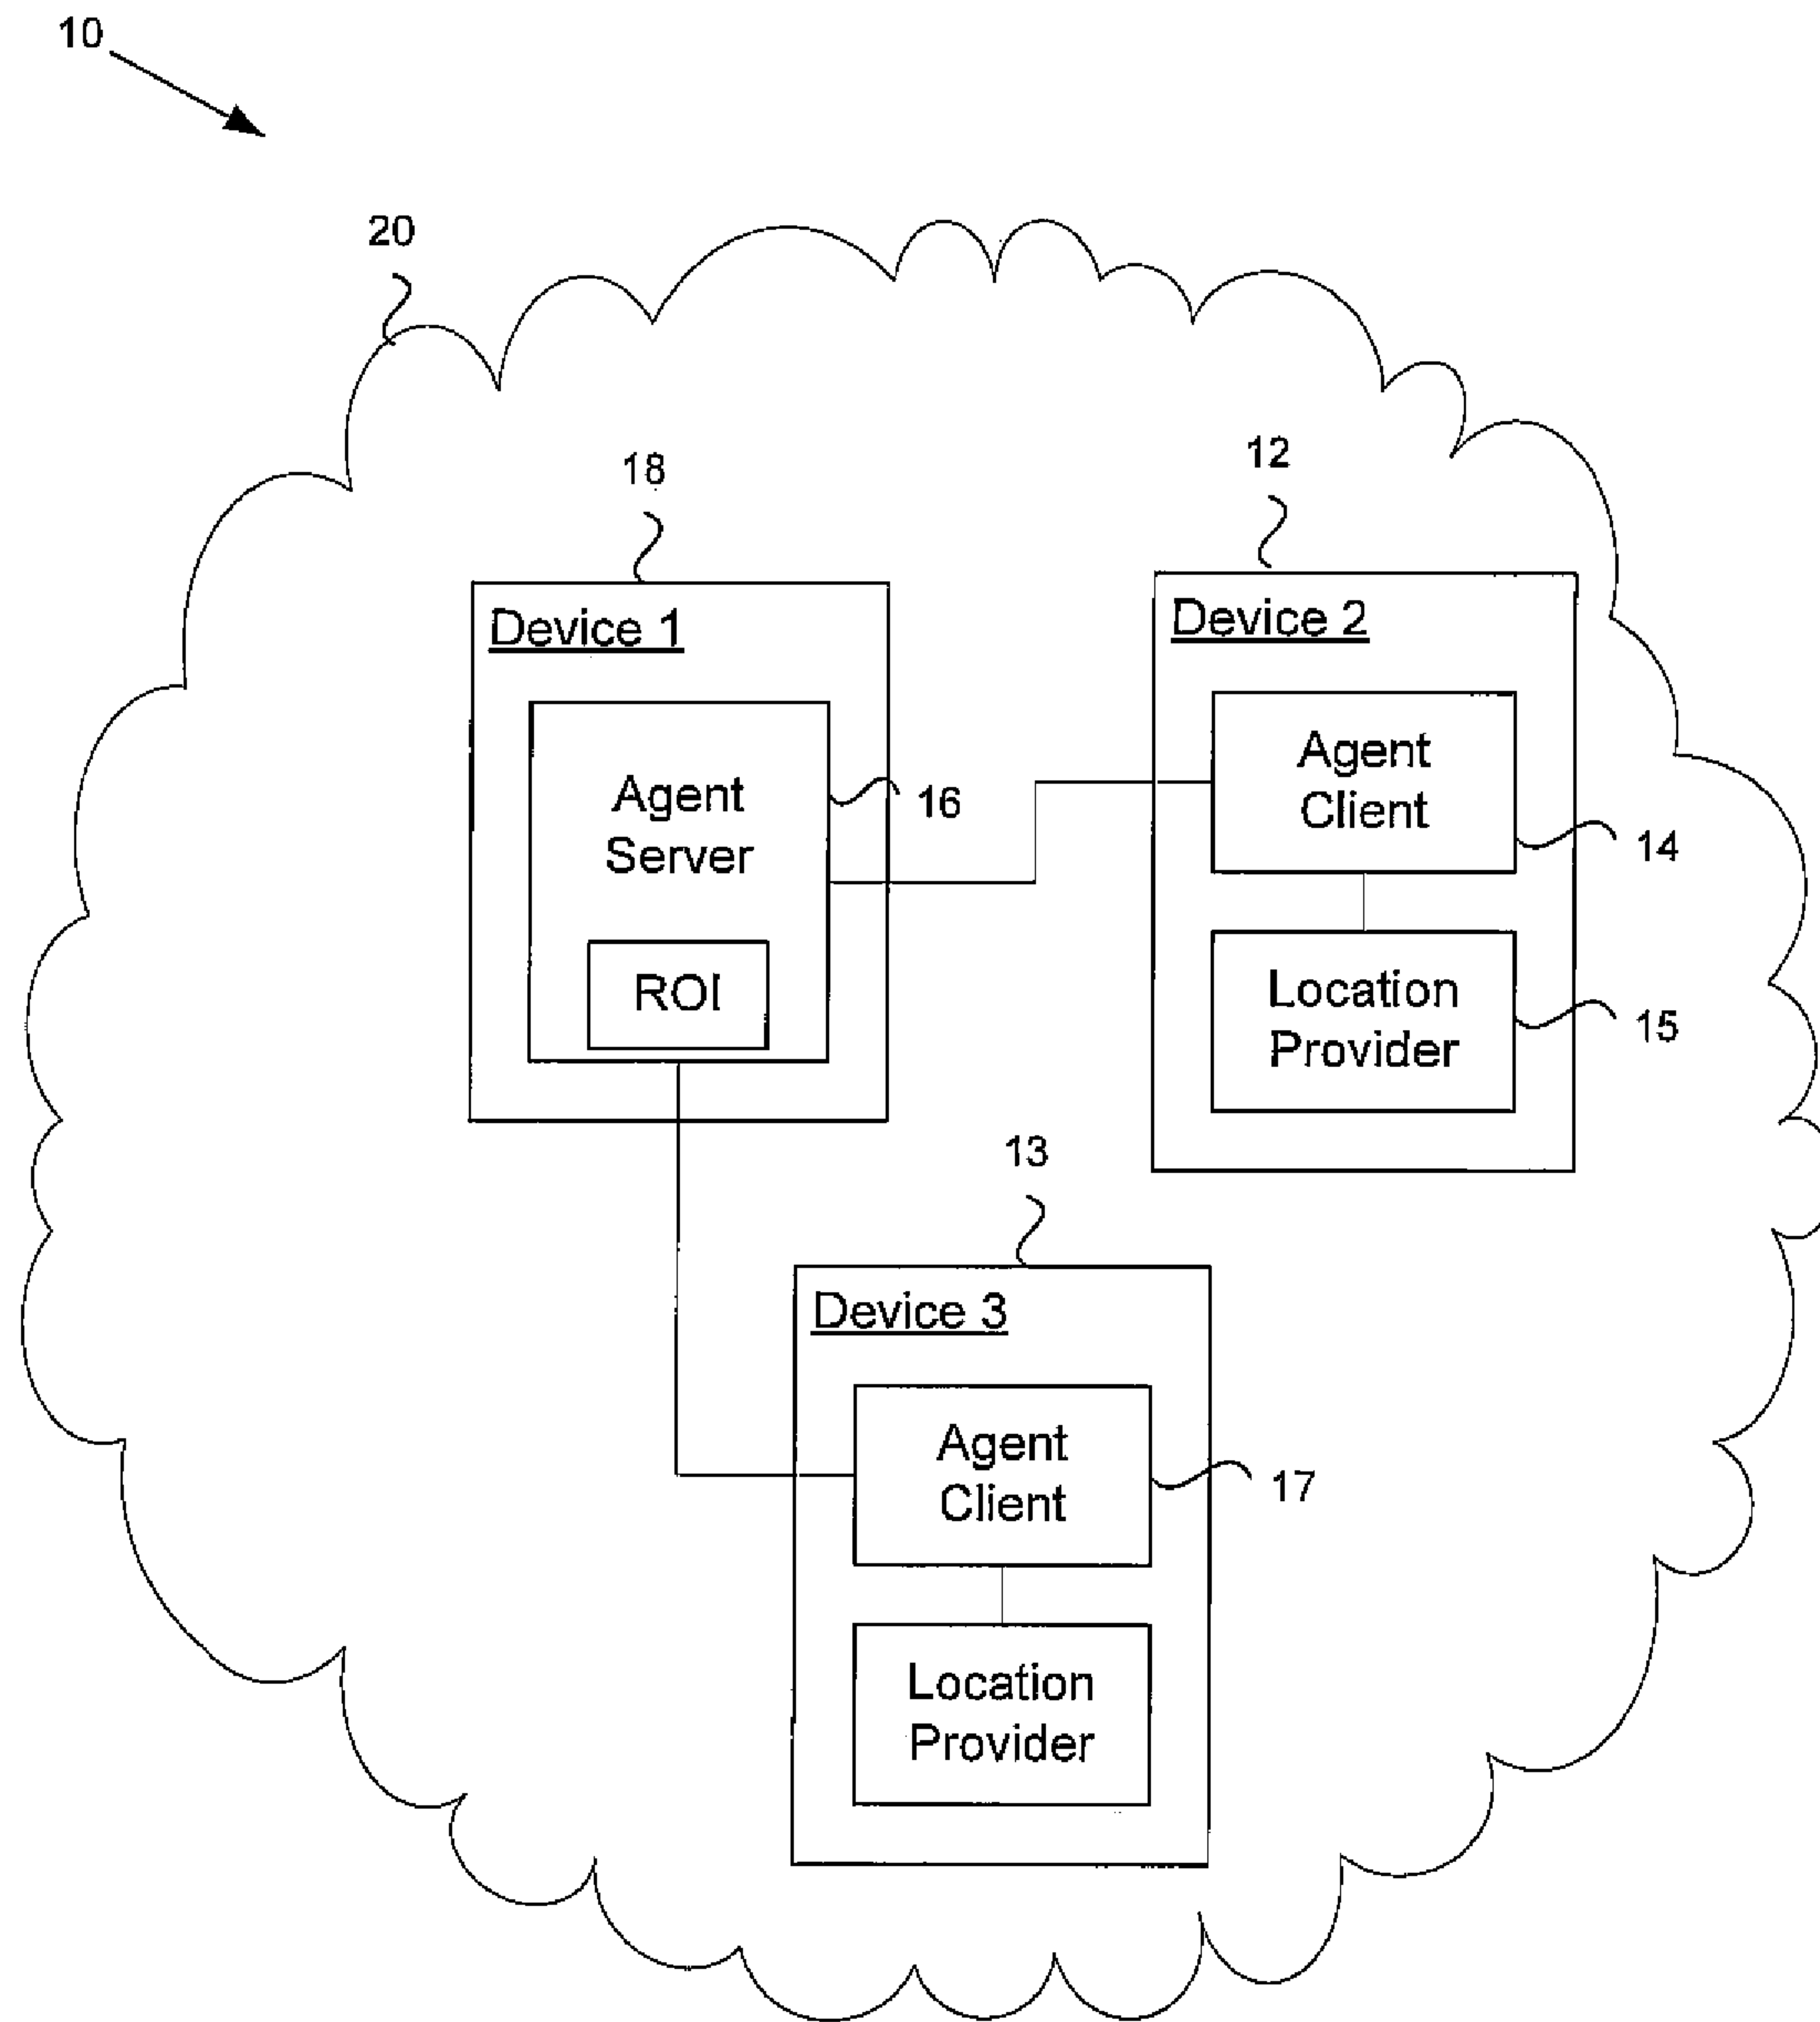 10
20
18
12
Device 1
Device 2
Agent
Server
16
Agent
Client
14
ROI
Location
Provider
15
13
Device 3
Agent
Client
17
Location
Provider